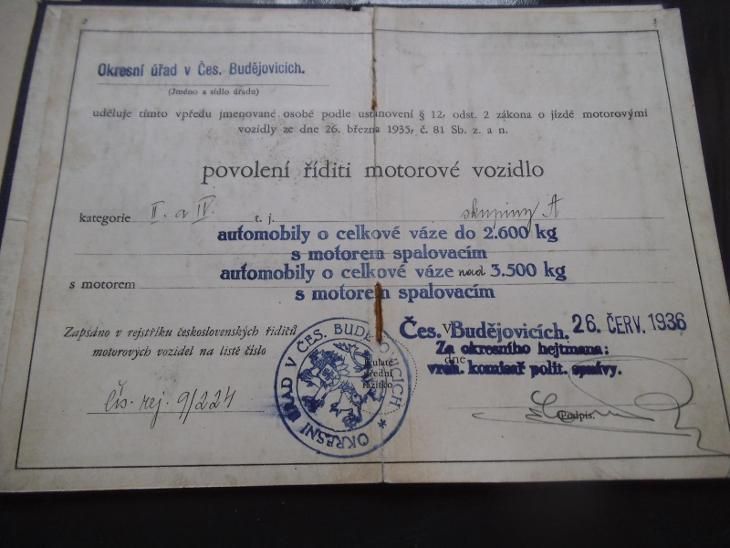 Okresní úřad v Čes. Budějovicích.
(Jméno a sídlo úřadu)
uděluje tímto vpředu jmenované osobě podle ustanovení § 12, odst. 2 zákona o jízdě motorovými
vozidly ze dne 26. března 1935, č. 81 Sb. z. a n.
povolení říditi motorové vozidlo
kategorie II. a IV. t. j. skupiny A
automobily o celkové váze do 2.600 kg
s motorem spalovacím
automobily o celkové váze nad 3.500 kg
s motorem s motorem spalovacím
Zapsáno v rejstříku československých řidičů
motorových vozidel na listě číslo
čís. rej. 9/224
V Čes. Budějovicích. 26. ČERV. 1936
dne
Za okresního hejtmana:
vrch. komisař polit. správy.
Podpis.
Kulaté
úřední
razítko
OKRESNÍ ÚŘAD V ČES. BUDĚJOVICÍCH